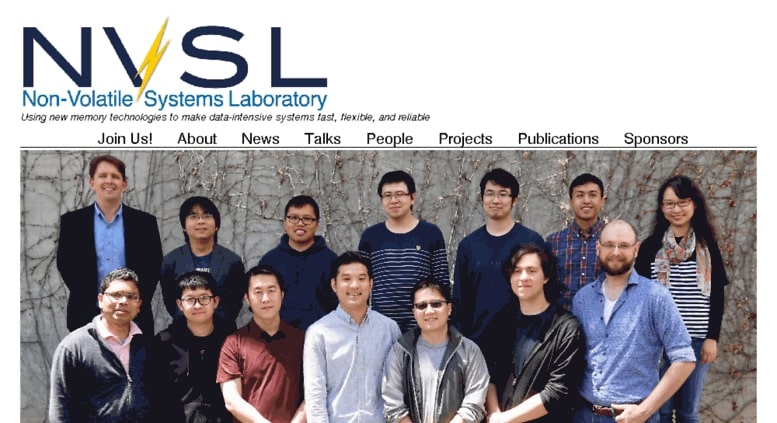 NVSL
Non-Volatile Systems Laboratory
Using new memory technologies to make data-intensive systems fast, flexible, and reliable
Join Us! About News Talks People Projects Publications Sponsors